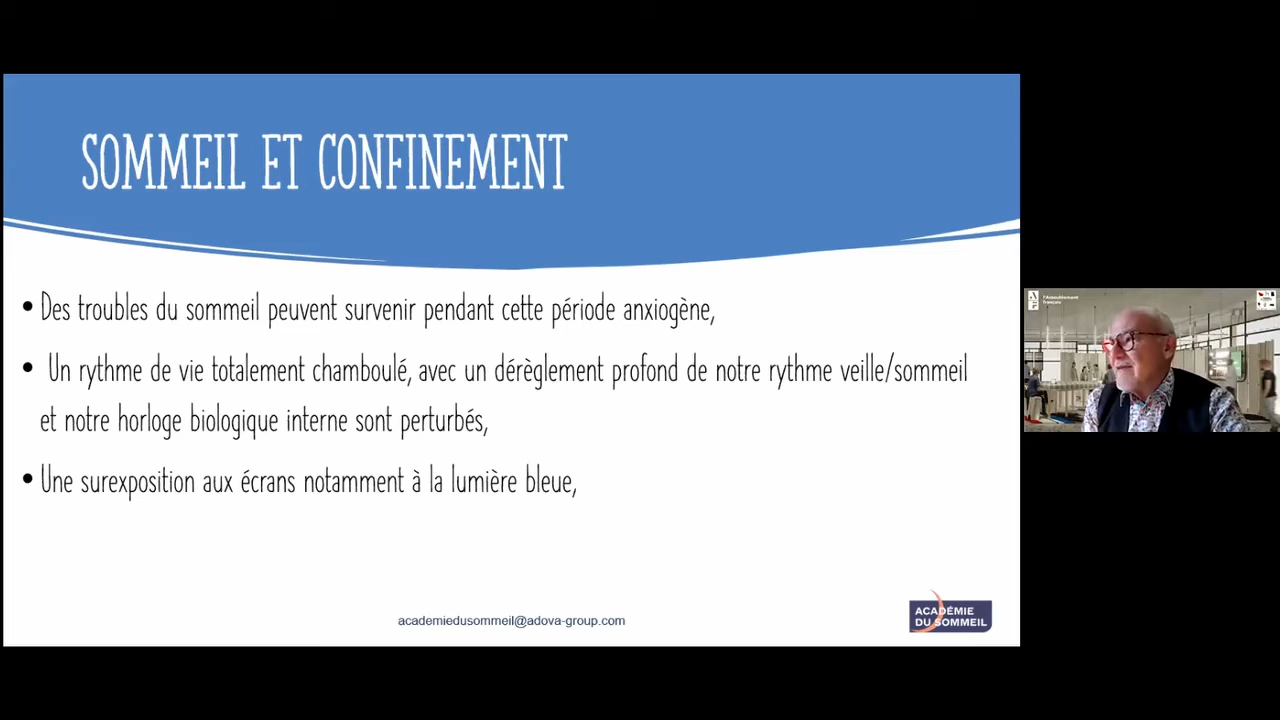 SOMMEIL ET CONFINEMENT
• Des troubles du sommeil peuvent survenir pendant cette période anxiogène,
• Un rythme de vie totalement chamboulé, avec un dérèglement profond de notre rythme veille/sommeil
et notre horloge biologique interne sont perturbés,
• Une surexposition aux écrans notamment à la lumière bleue,
academiedusommeil@adova-group.com
ACADÉMIE
DU SOMMEIL
l'Ameublement
français